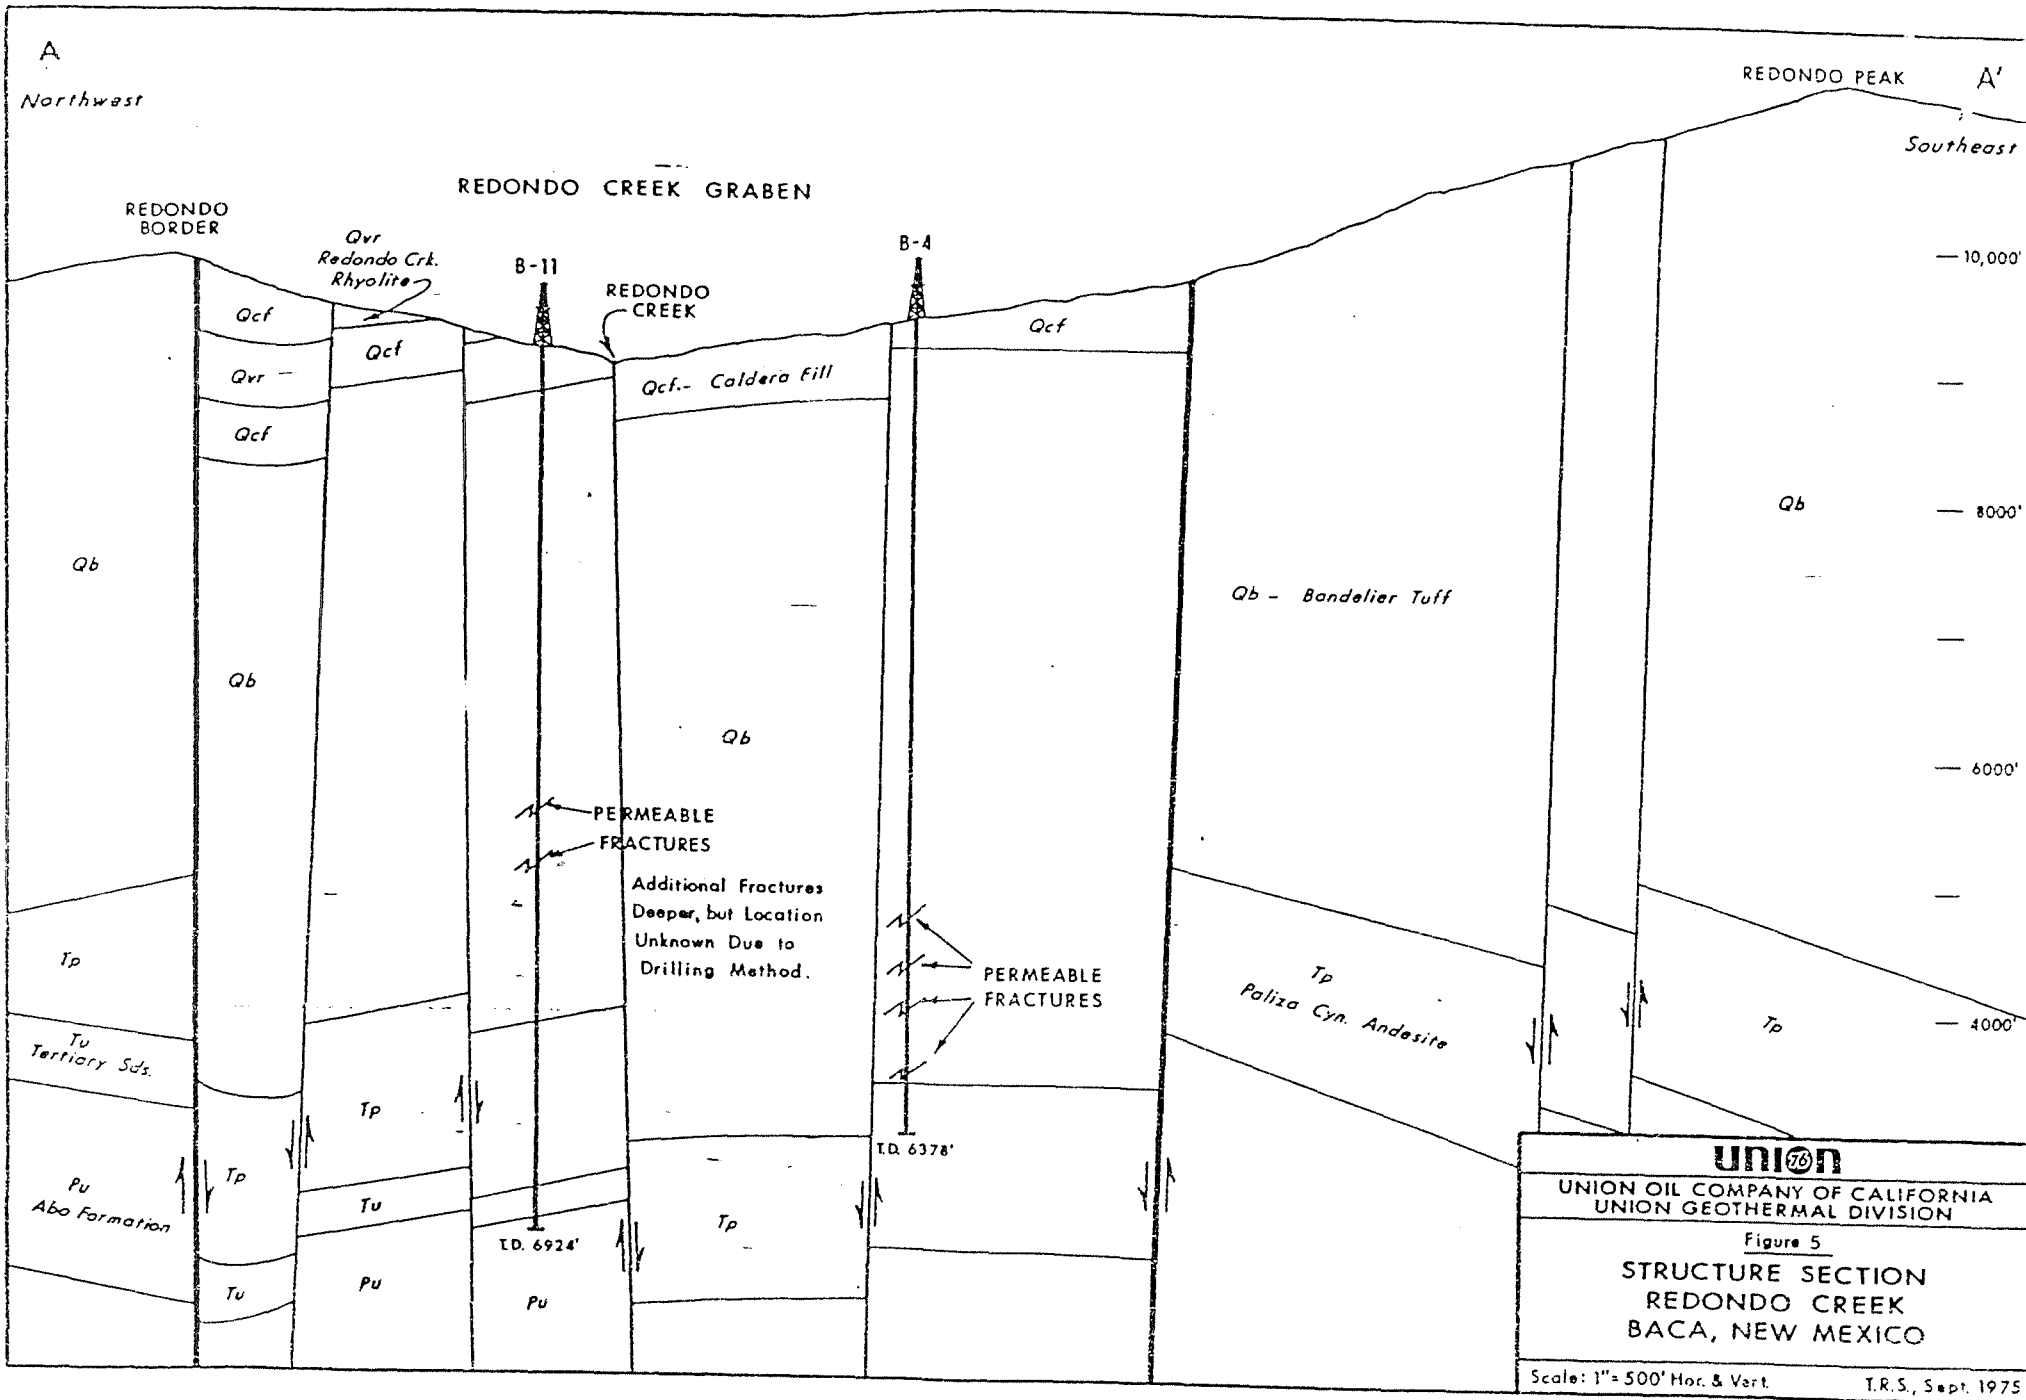 A
Northwest
REDONDO PEAK
A'
Southeast
REDONDO CREEK GRABEN
REDONDO
BORDER
Qvr
Redondo Crk.
Rhyolite
B-11
REDONDO
CREEK
B-4
10,000'
Qcf
Qcf
Qcf
Qvr
Qcf.- Caldera Fill
Qcf
Qb
8000'
Qb
Qb - Bandelier Tuff
Qb
Qb
6000'
PERMEABLE
FRACTURES
Additional Fractures
Deeper, but Location
Unknown Due to
Drilling Method.
PERMEABLE
FRACTURES
Tp
Tp
Paliza Cyn. Andesite
Tp
4000'
Tu
Tertiary Sds.
Tp
T.D. 6378'
Pu
Abo Formation
Tp
Tu
Tp
T.D. 6924'
Tu
Pu
Pu
union
76
UNION OIL COMPANY OF CALIFORNIA
UNION GEOTHERMAL DIVISION
Figure 5
STRUCTURE SECTION
REDONDO CREEK
BACA, NEW MEXICO
Scale: 1"= 500' Hor. & Vert.
T.R.S., Sept. 1975